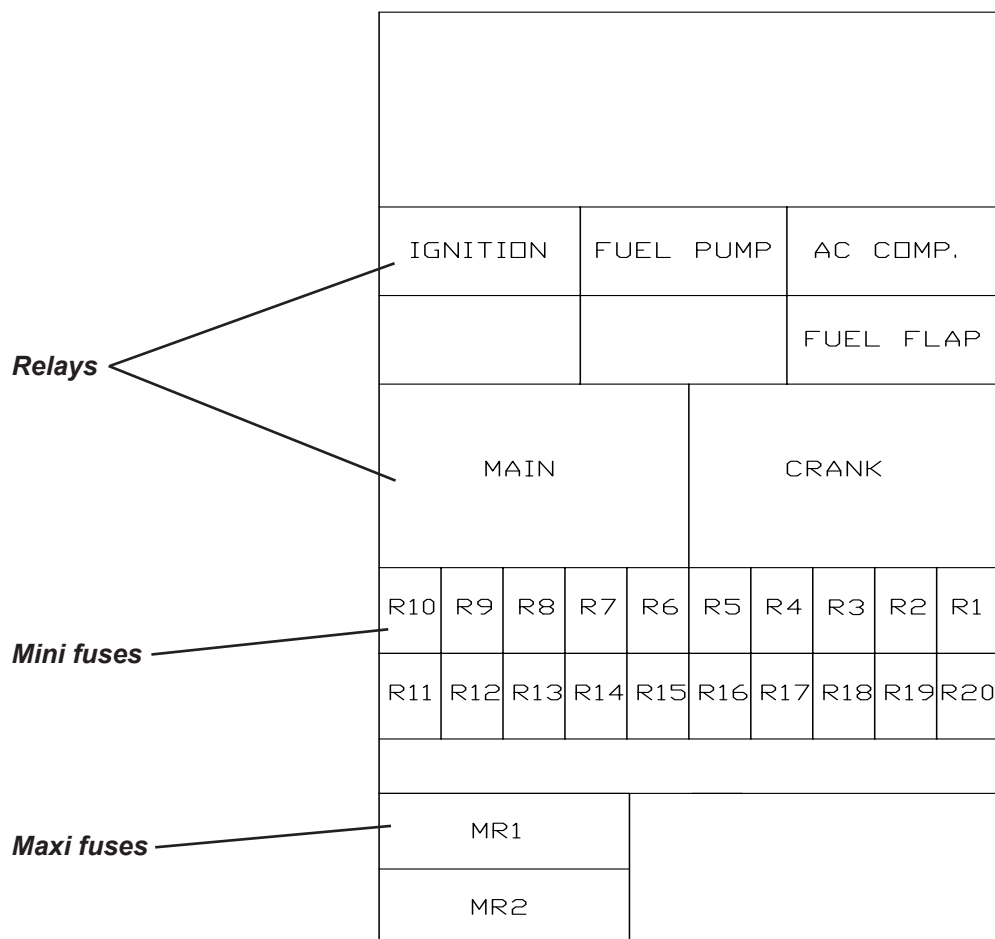 IGNITION FUEL PUMP AC COMP.
FUEL FLAP
Relays
MAIN CRANK
R10 R9 R8 R7 R6 R5 R4 R3 R2 R1
Mini fuses
R11 R12 R13 R14 R15 R16 R17 R18 R19 R20
MR1
Maxi fuses
MR2